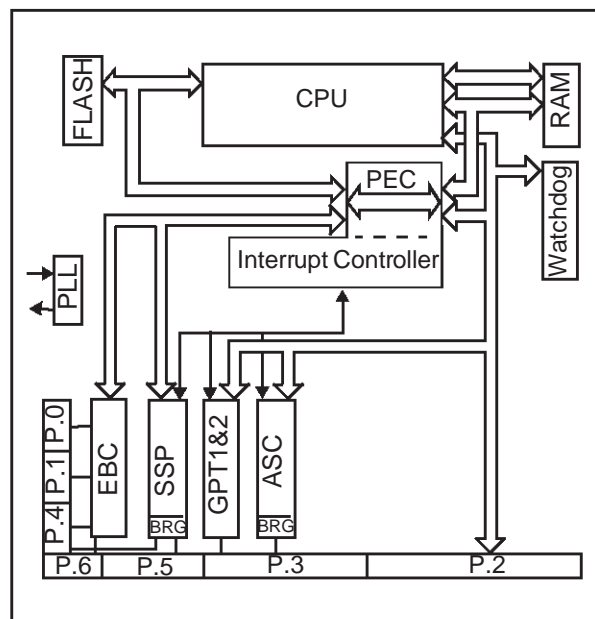 FLASH
CPU
RAM
PEC
Watchdog
Interrupt Controller
PLL
P.0
P.1
P.4
EBC
SSP
BRG
GPT1&2
ASC
BRG
P.6
P.5
P.3
P.2